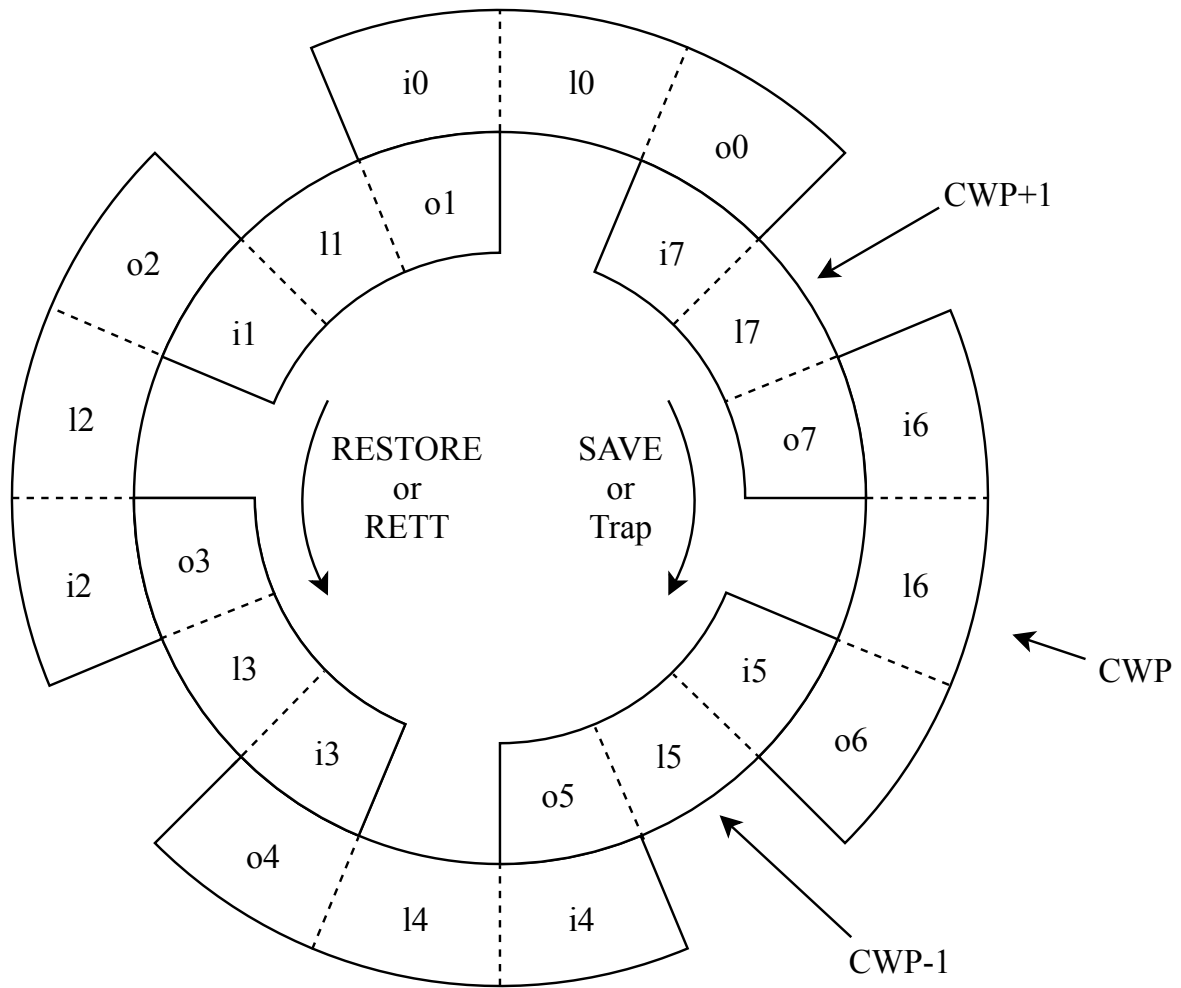 i0
l0
o0
CWP+1
l1
o1
i7
o2
i1
l7
l2
RESTORE
or
RETT
SAVE
or
Trap
o7
i6
i2
o3
l6
l3
i5
CWP
i3
o5
l5
o6
o4
l4
i4
CWP-1